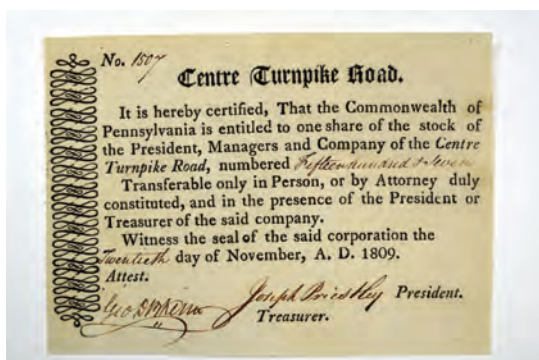 No. 1507
Centre Turnpike Road.
It is hereby certified, That the Commonwealth of
Pennsylvania is entitled to one share of the stock of
the President, Managers and Company of the Centre
Turnpike Road, numbered Fifteen hundred & Seven
Transferable only in Person, or by Attorney duly
constituted, and in the presence of the President or
Treasurer of the said company.
Witness the seal of the said corporation the
Twentieth day of November, A. D. 1809.
Attest.
Joseph Priestley President.
Geo
Treasurer.